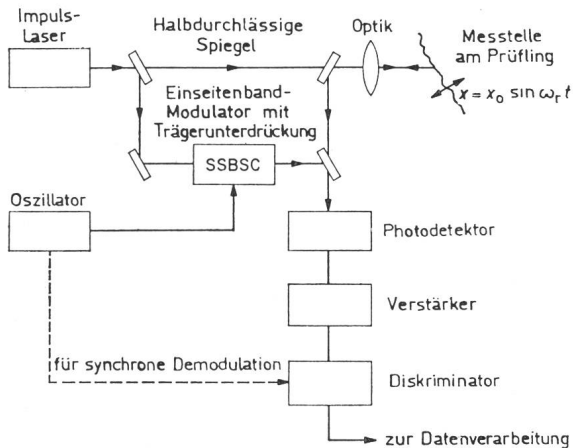 Impuls-
Laser
Halbdurchlässige
Spiegel
Optik
Messtelle
am Prüfling
x = x₀ sin ωᵣ t
Einseitenband-
Modulator mit
Trägerunterdrückung
SSBSC
Oszillator
Photodetektor
Verstärker
für synchrone Demodulation
Diskriminator
zur Datenverarbeitung